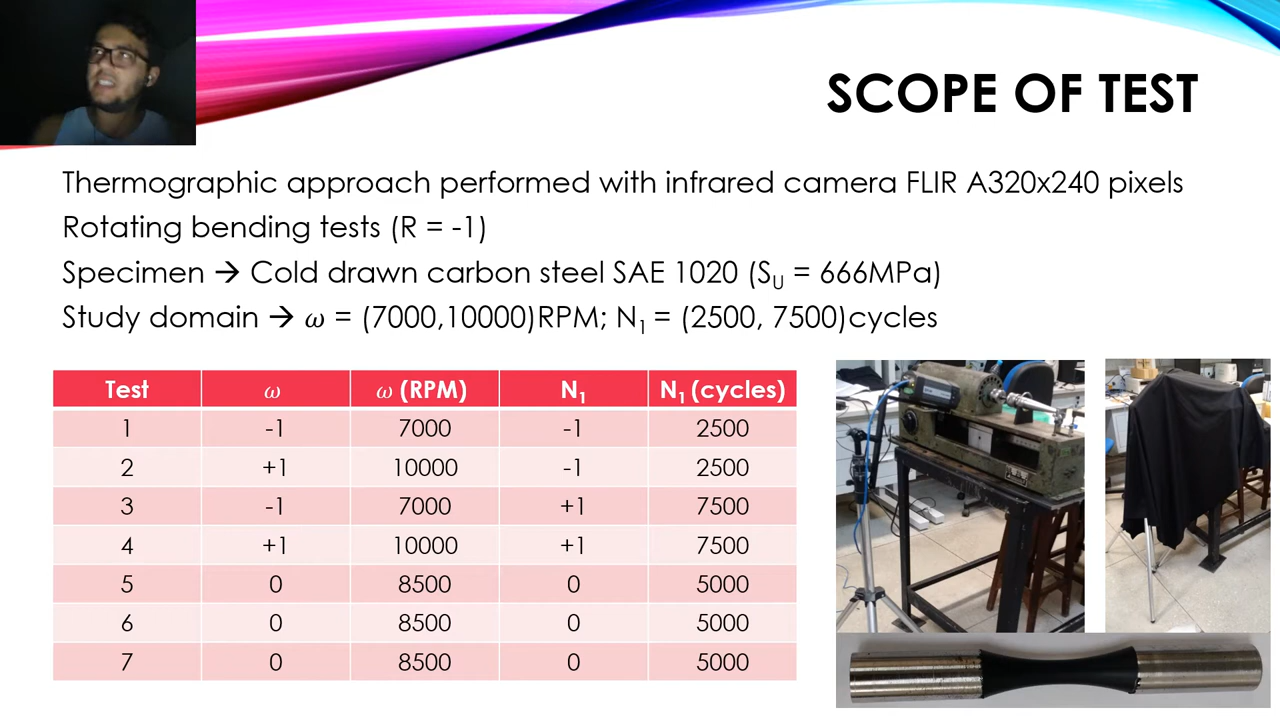 SCOPE OF TEST
Thermographic approach performed with infrared camera FLIR A320x240 pixels
Rotating bending tests (R = -1)
Specimen → Cold drawn carbon steel SAE 1020 (SU = 666MPa)
Study domain → ω = (7000,10000)RPM; N1 = (2500, 7500)cycles
Test ω ω (RPM) N1 N1 (cycles)
1 -1 7000 -1 2500
2 +1 10000 -1 2500
3 -1 7000 +1 7500
4 +1 10000 +1 7500
5 0 8500 0 5000
6 0 8500 0 5000
7 0 8500 0 5000